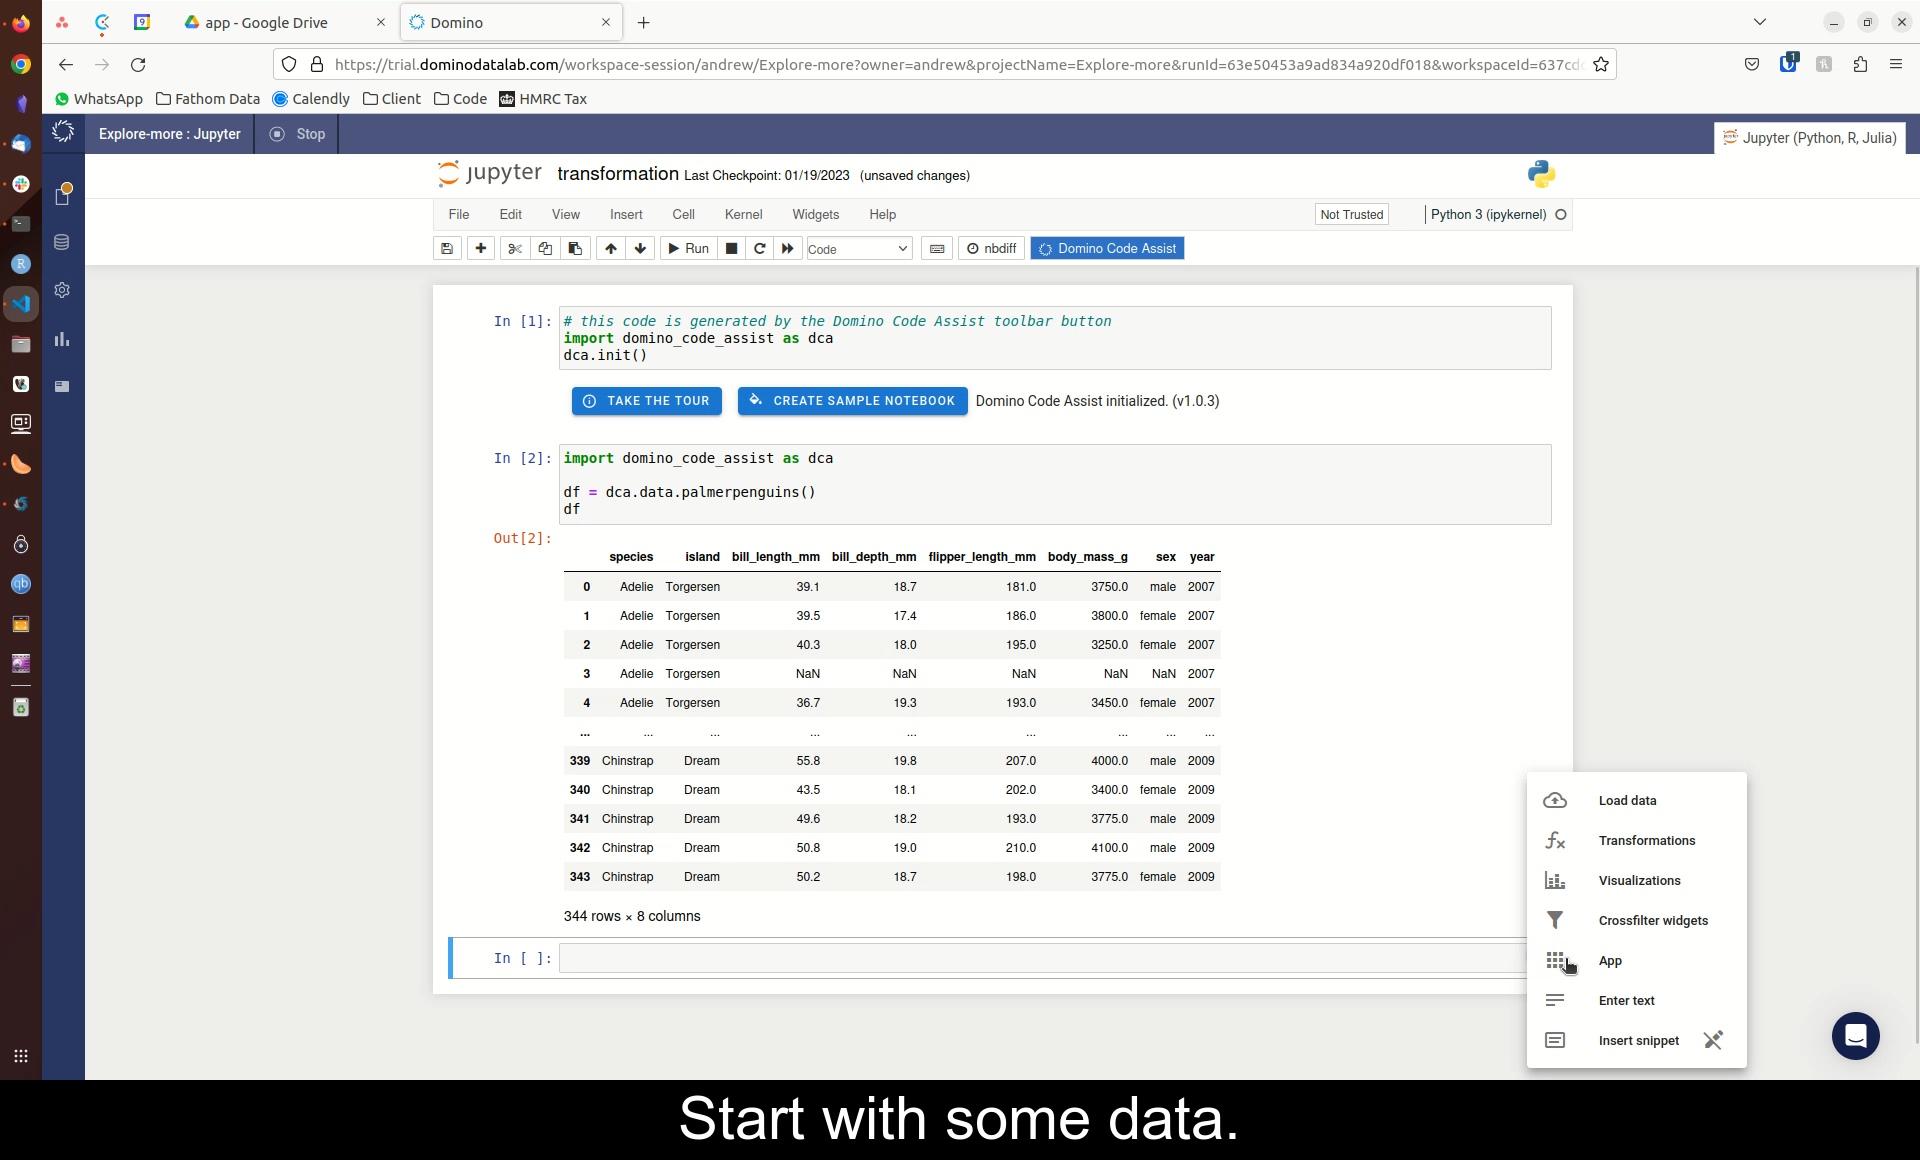 app - Google Drive
Domino
https://trial.dominodatalab.com/workspace-session/andrew/Explore-more?owner=andrew&projectName=Explore-more&runId=63e50453a9ad834a920df018&workspaceId=637cd
WhatsApp Fathom Data Calendly Client Code HMRC Tax
Explore-more : Jupyter Stop
Jupyter (Python, R, Julia)
jupyter transformation Last Checkpoint: 01/19/2023 (unsaved changes)
File Edit View Insert Cell Kernel Widgets Help
Not Trusted Python 3 (ipykernel)
Run Code nbdiff Domino Code Assist
In [1]: # this code is generated by the Domino Code Assist toolbar button
import domino_code_assist as dca
dca.init()
TAKE THE TOUR CREATE SAMPLE NOTEBOOK Domino Code Assist initialized. (v1.0.3)
In [2]: import domino_code_assist as dca
df = dca.data.palmerpenguins()
df
Out[2]:
species island bill_length_mm bill_depth_mm flipper_length_mm body_mass_g sex year
0 Adelie Torgersen 39.1 18.7 181.0 3750.0 male 2007
1 Adelie Torgersen 39.5 17.4 186.0 3800.0 female 2007
2 Adelie Torgersen 40.3 18.0 195.0 3250.0 female 2007
3 Adelie Torgersen NaN NaN NaN NaN NaN 2007
4 Adelie Torgersen 36.7 19.3 193.0 3450.0 female 2007
... ... ... ... ... ... ... ... ...
339 Chinstrap Dream 55.8 19.8 207.0 4000.0 male 2009
340 Chinstrap Dream 43.5 18.1 202.0 3400.0 female 2009
341 Chinstrap Dream 49.6 18.2 193.0 3775.0 male 2009
342 Chinstrap Dream 50.8 19.0 210.0 4100.0 male 2009
343 Chinstrap Dream 50.2 18.7 198.0 3775.0 female 2009
344 rows × 8 columns
In [ ]:
Load data
Transformations
Visualizations
Crossfilter widgets
App
Enter text
Insert snippet
Start with some data.